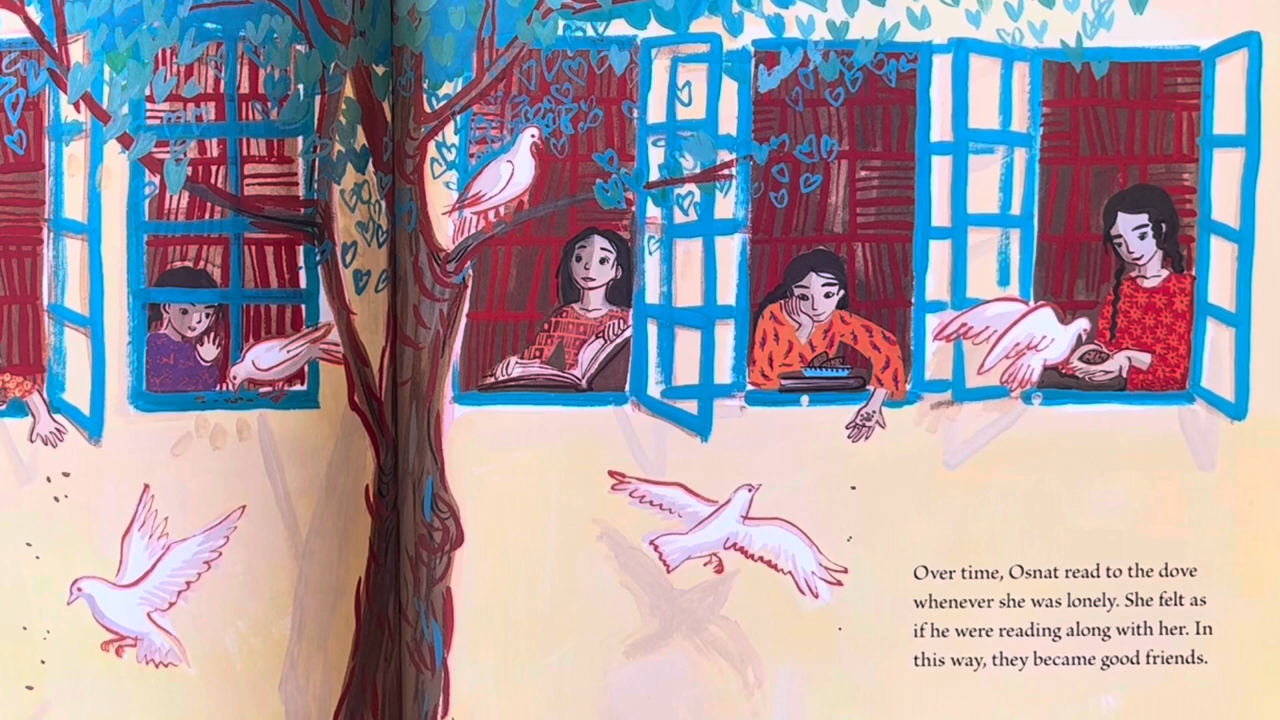 Over time, Osnat read to the dove
whenever she was lonely. She felt as
if he were reading along with her. In
this way, they became good friends.